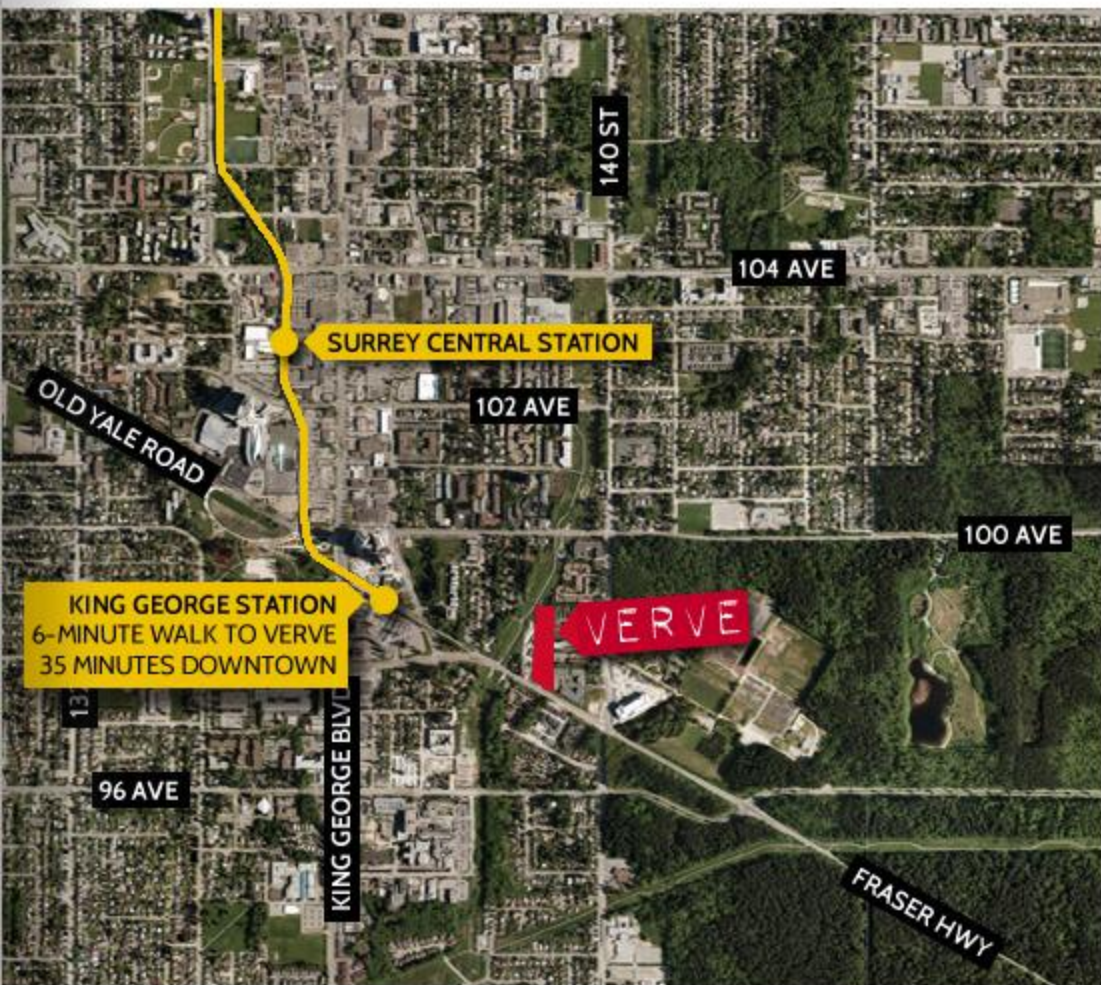 140 ST
104 AVE
SURREY CENTRAL STATION
102 AVE
OLD YALE ROAD
100 AVE
KING GEORGE STATION
6-MINUTE WALK TO VERVE
35 MINUTES DOWNTOWN
VERVE
KING GEORGE BLVD
96 AVE
FRASER HWY